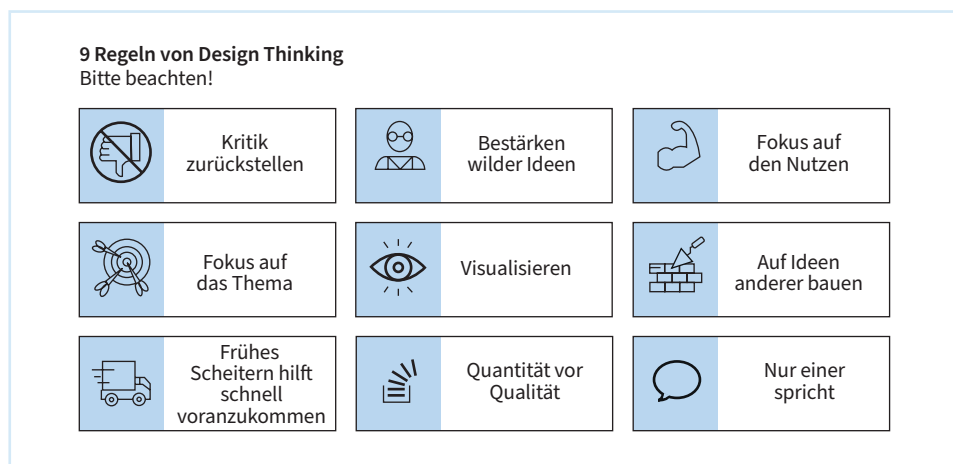 9 Regeln von Design Thinking
Bitte beachten!
Kritik
zurückstellen
Bestärken
wilder Ideen
Fokus auf
den Nutzen
Fokus auf
das Thema
Visualisieren
Auf Ideen
anderer bauen
Frühes
Scheitern hilft
schnell
voranzukommen
Quantität vor
Qualität
Nur einer
spricht